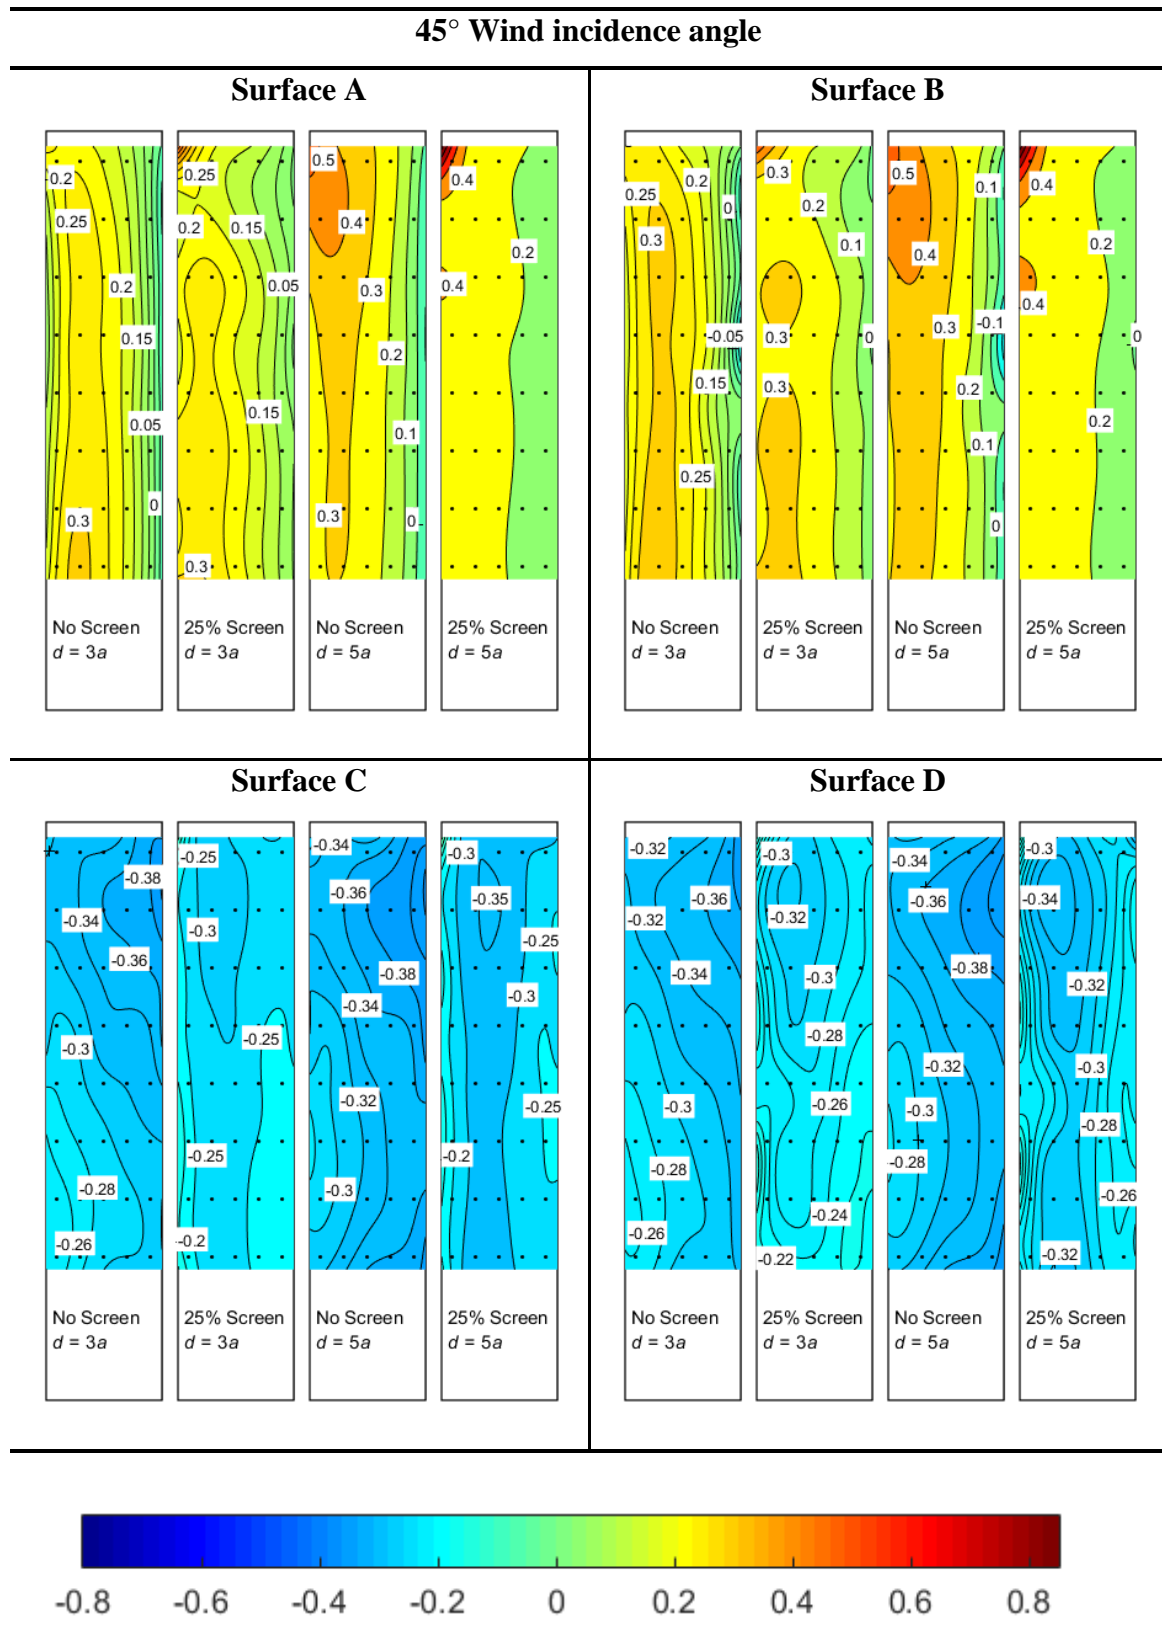 45° Wind incidence angle
Surface A
Surface B
0.2
0.25
0.2
0.15
0.05
0
0.3
0.25
0.2
0.15
0.05
0.15
0.3
0.5
0.4
0.3
0.2
0.1
0.3
0
0.4
0.2
0.4
0.2
0.25
0.3
0
-0.05
0.15
0.25
0.3
0.2
0.1
0.3
0
0.3
0.5
0.1
0.4
0.3
-0.1
0.2
0.1
0
0.4
0.2
0.4
0
0.2
No Screen
d = 3a
25% Screen
d = 3a
No Screen
d = 5a
25% Screen
d = 5a
No Screen
d = 3a
25% Screen
d = 3a
No Screen
d = 5a
25% Screen
d = 5a
Surface C
Surface D
-0.38
-0.34
-0.36
-0.3
-0.28
-0.26
-0.25
-0.3
-0.25
-0.25
-0.2
-0.34
-0.36
-0.38
-0.34
-0.32
-0.3
-0.3
-0.35
-0.25
-0.3
-0.25
-0.2
-0.32
-0.36
-0.32
-0.34
-0.3
-0.28
-0.26
-0.3
-0.32
-0.3
-0.28
-0.26
-0.24
-0.22
-0.34
-0.36
-0.38
-0.32
-0.3
-0.28
-0.3
-0.34
-0.32
-0.3
-0.28
-0.26
-0.32
No Screen
d = 3a
25% Screen
d = 3a
No Screen
d = 5a
25% Screen
d = 5a
No Screen
d = 3a
25% Screen
d = 3a
No Screen
d = 5a
25% Screen
d = 5a
-0.8 -0.6 -0.4 -0.2 0 0.2 0.4 0.6 0.8